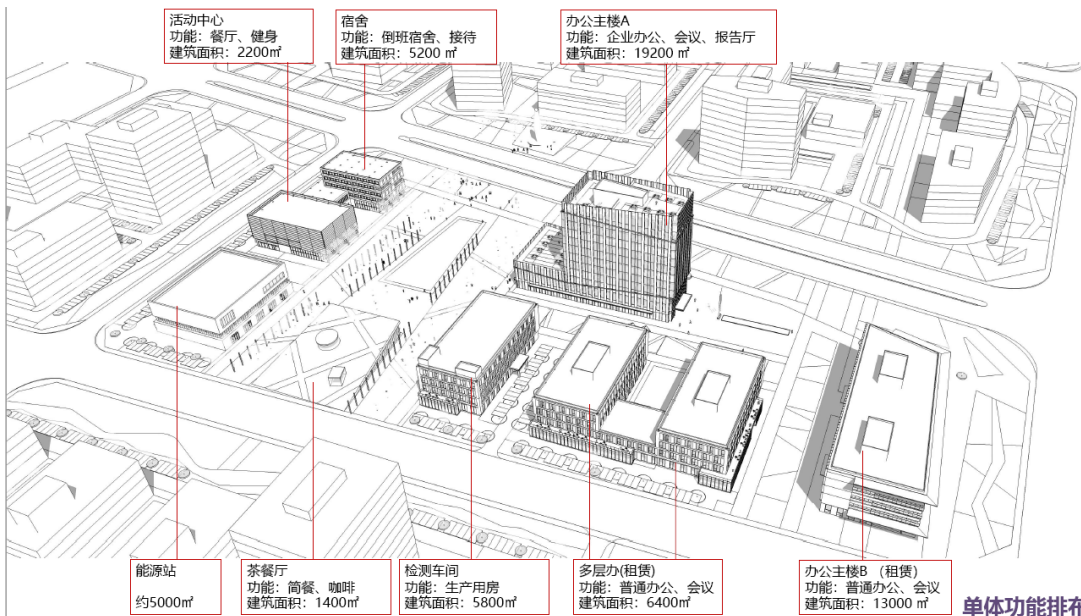 活动中心
功能：餐厅、健身
建筑面积：2200㎡
宿舍
功能：倒班宿舍、接待
建筑面积：5200 ㎡
办公主楼A
功能：企业办公、会议、报告厅
建筑面积：19200 ㎡
能源站
约5000㎡
茶餐厅
功能：简餐、咖啡
建筑面积：1400㎡
检测车间
功能：生产用房
建筑面积：5800㎡
多层办(租赁)
功能：普通办公、会议
建筑面积：6400㎡
办公主楼B （租赁）
功能：普通办公、会议
建筑面积：13000 ㎡
单体功能排布